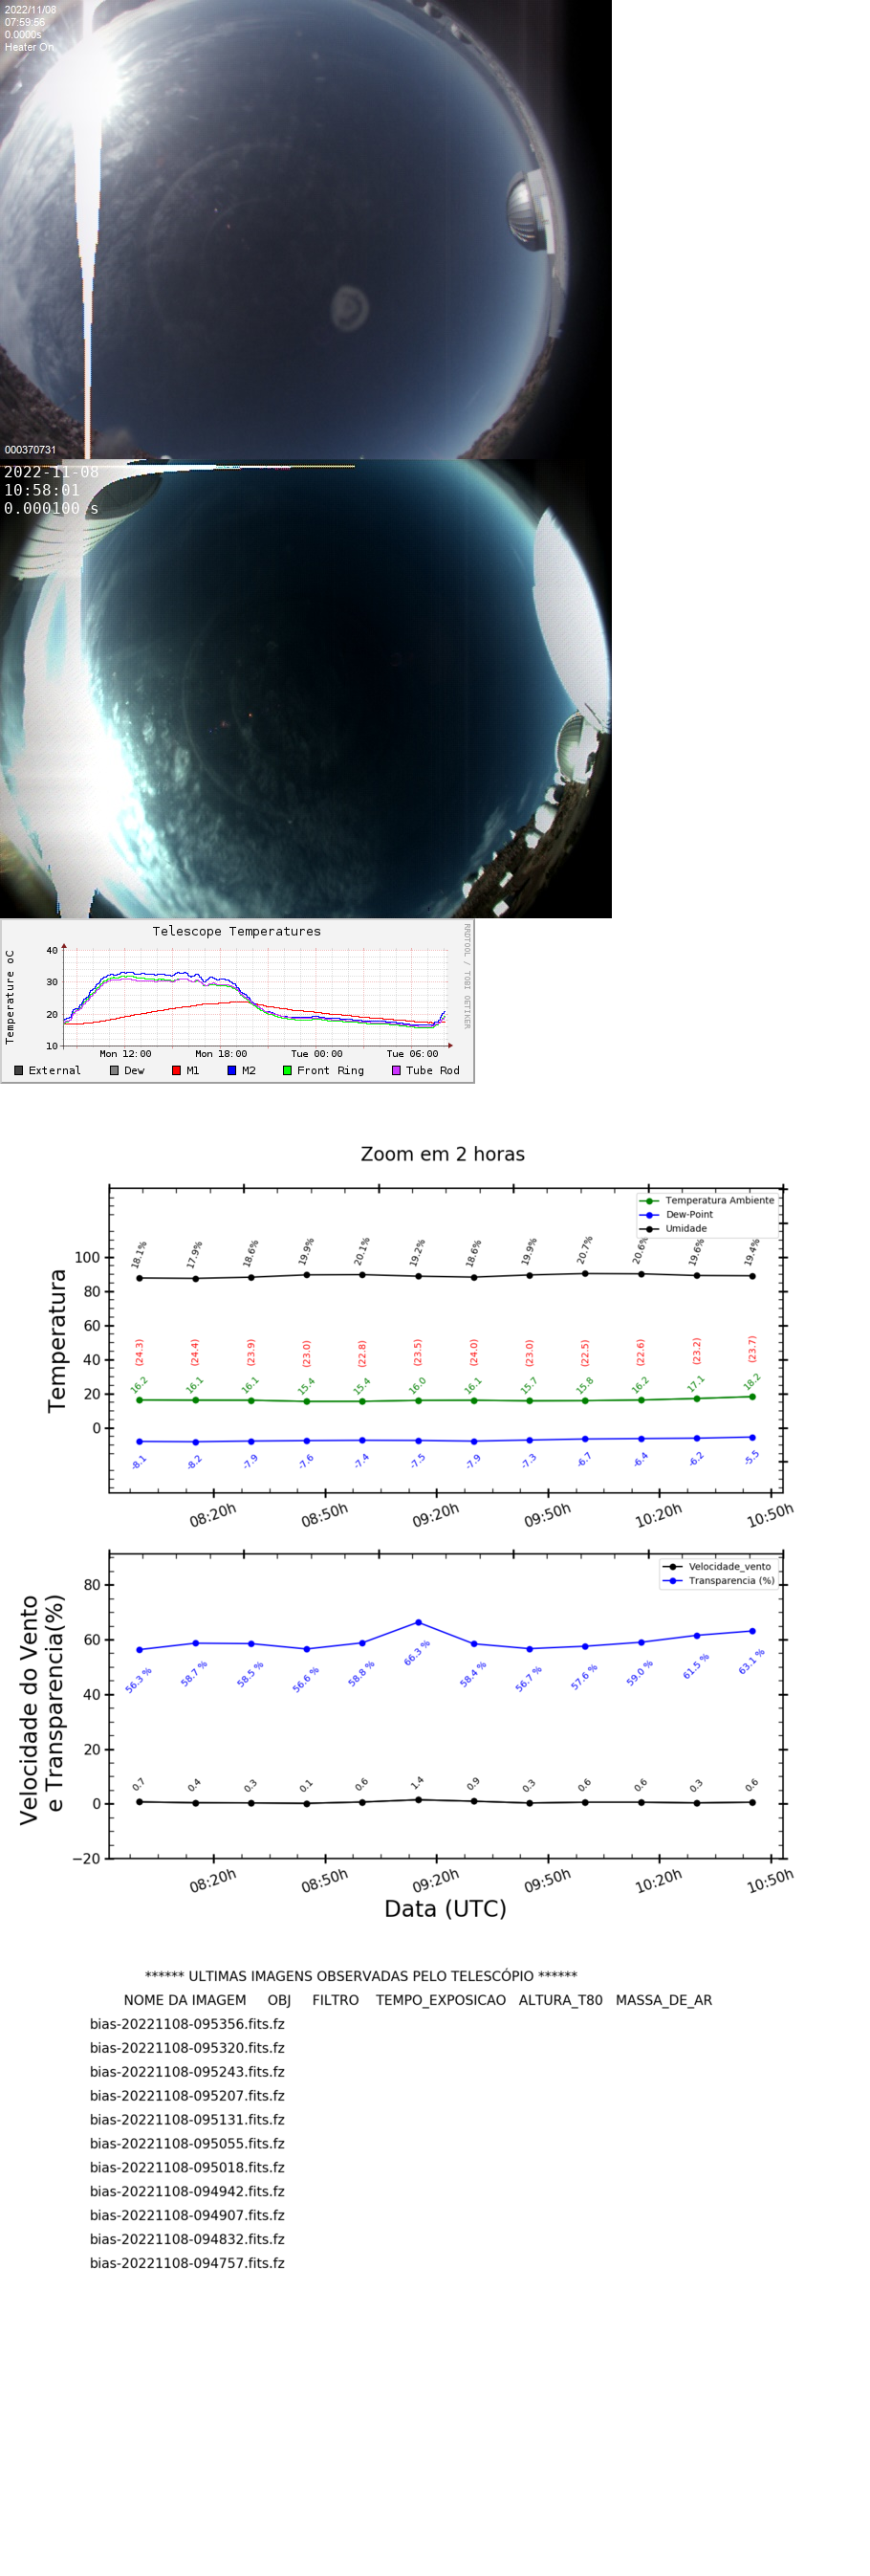 2022/11/08
07:59:56
0.0000s
Heater On
000370731
2022-11-08
10:58:01
0.000100 s
Telescope Temperatures
RRDTOOL / TOBI OETIKER
Temperature oC
40
30
20
10
Mon 12:00 Mon 18:00 Tue 00:00 Tue 06:00
External Dew M1 M2 Front Ring Tube Rod
Zoom em 2 horas
Temperatura Ambiente
Dew-Point
Umidade
Temperatura
100
80
60
40
20
0
18.1% 17.9% 18.6% 19.9% 20.1% 19.2% 18.6% 19.9% 20.7% 20.6% 19.6% 19.4%
(24.3) (24.4) (23.9) (23.0) (22.8) (23.5) (24.0) (23.0) (22.5) (22.6) (23.2) (23.7)
16.2 16.1 16.1 15.4 15.4 16.0 16.1 15.7 15.8 16.2 17.1 18.2
-8.1 -8.2 -7.9 -7.6 -7.4 -7.5 -7.9 -7.3 -6.7 -6.4 -6.2 -5.5
08:20h 08:50h 09:20h 09:50h 10:20h 10:50h
Velocidade_vento
Transparencia (%)
Velocidade do Vento
e Transparencia(%)
80
60
40
20
0
−20
56.3 % 58.7 % 58.5 % 56.6 % 58.8 % 66.3 % 58.4 % 56.7 % 57.6 % 59.0 % 61.5 % 63.1 %
0.7 0.4 0.3 0.1 0.6 1.4 0.9 0.3 0.6 0.6 0.3 0.6
08:20h 08:50h 09:20h 09:50h 10:20h 10:50h
Data (UTC)
****** ULTIMAS IMAGENS OBSERVADAS PELO TELESCÓPIO ******
NOME DA IMAGEM OBJ FILTRO TEMPO_EXPOSICAO ALTURA_T80 MASSA_DE_AR
bias-20221108-095356.fits.fz
bias-20221108-095320.fits.fz
bias-20221108-095243.fits.fz
bias-20221108-095207.fits.fz
bias-20221108-095131.fits.fz
bias-20221108-095055.fits.fz
bias-20221108-095018.fits.fz
bias-20221108-094942.fits.fz
bias-20221108-094907.fits.fz
bias-20221108-094832.fits.fz
bias-20221108-094757.fits.fz